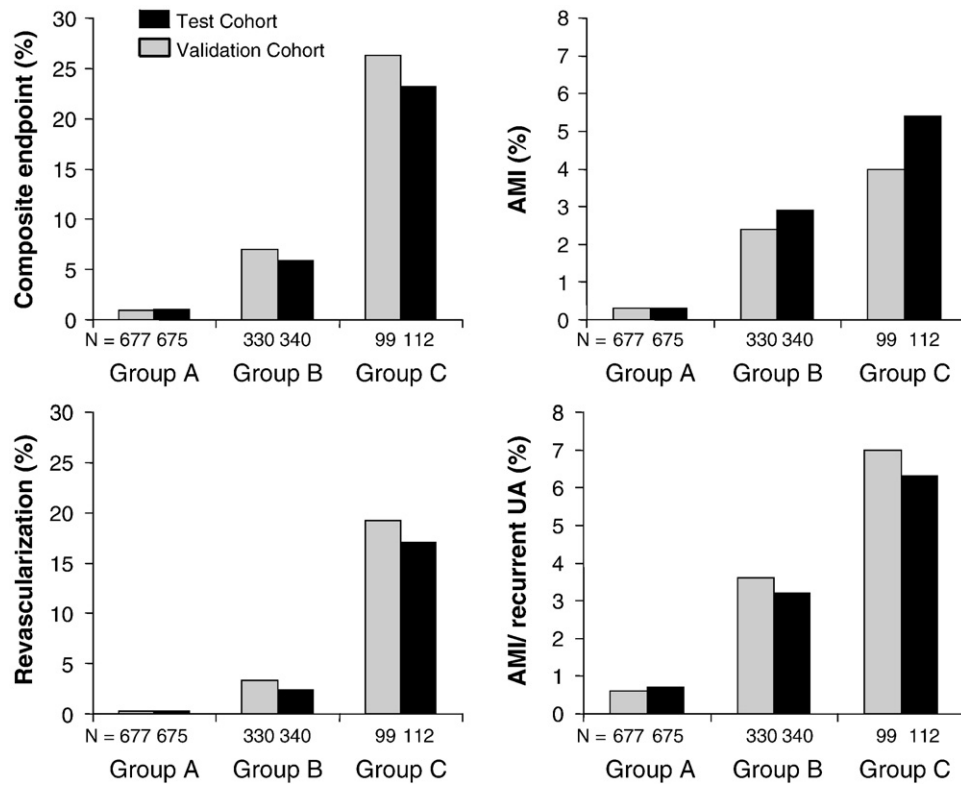 Test Cohort
Validation Cohort
Composite endpoint (%)
30
25
20
15
10
5
0
N = 677 675
330 340
99 112
Group A
Group B
Group C
AMI (%)
8
7
6
5
4
3
2
1
0
N = 677 675
330 340
99 112
Group A
Group B
Group C
Revascularization (%)
30
25
20
15
10
5
0
N = 677 675
330 340
99 112
Group A
Group B
Group C
AMI/ recurrent UA (%)
8
7
6
5
4
3
2
1
0
N = 677 675
330 340
99 112
Group A
Group B
Group C